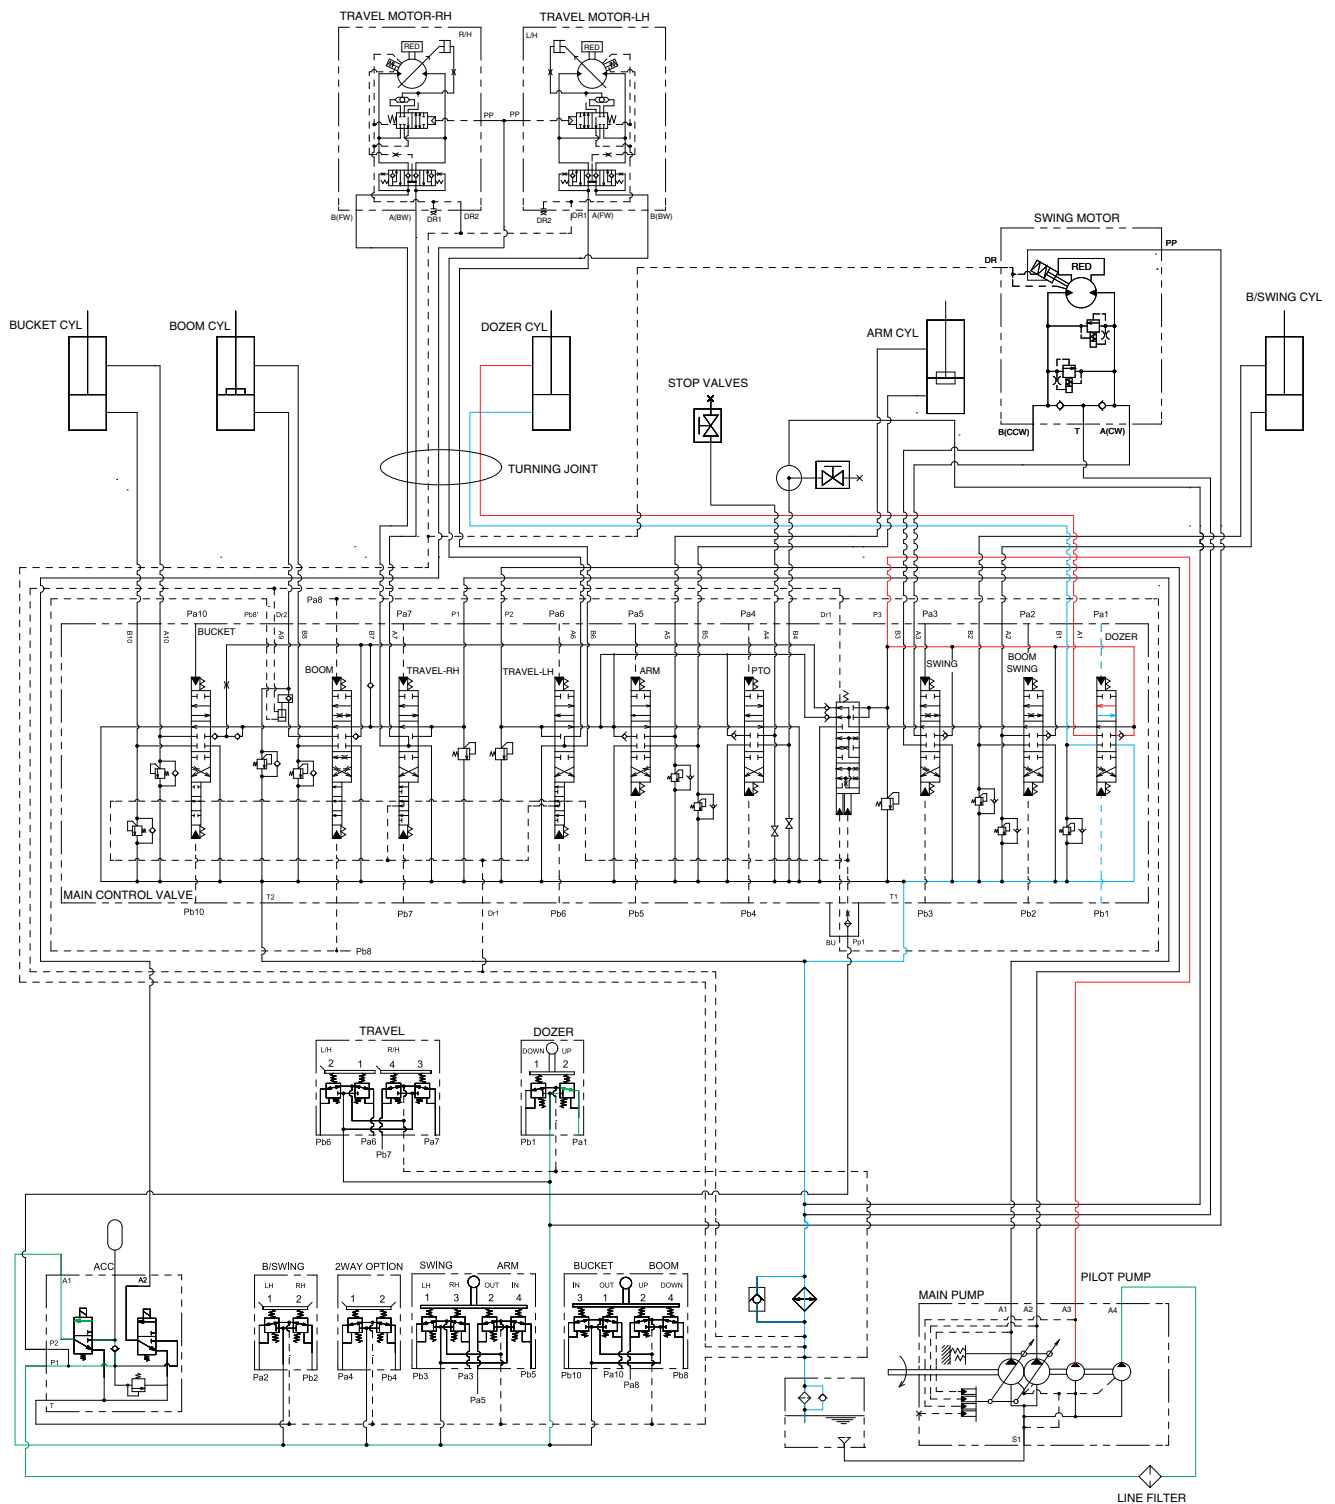 TRAVEL MOTOR-RH TRAVEL MOTOR-LH
R/H L/H
RED RED
PP PP
B(FW) A(BW) DR1 DR2 DR2 DR1 A(FW) B(BW)
SWING MOTOR
PP
DR
RED
B(CCW) T A(CW)
BUCKET CYL BOOM CYL DOZER CYL ARM CYL B/SWING CYL
STOP VALVES
TURNING JOINT
Pa8
Pa10 Pb8' Dr2 Pa7 P1 P2 Pa6 Pa5 Pa4 Dr1 P3 Pa3 Pa2 Pa1
B10 A10 A9 B8 B7 A7 A6 B6 A5 B5 A4 B4 B3 A3 B2 A2 B1 A1
BUCKET BOOM TRAVEL-RH TRAVEL-LH ARM PTO SWING BOOM SWING DOZER
MAIN CONTROL VALVE
T2 T1
Pb10 Pb7 Dr1 Pb6 Pb5 Pb4 Pb3 Pb2 Pb1
BU Pp1
Pb8
TRAVEL
L/H R/H
2 1 4 3
Pb6 Pa6 Pa7
Pb7
DOZER
DOWN UP
1 2
Pb1 Pa1
ACC
A1 A2
P2
P1
T
B/SWING
LH RH
1 2
Pa2 Pb2
2WAY OPTION
1 2
Pa4 Pb4
SWING ARM
LH RH OUT IN
1 3 2 4
Pb3 Pa3 Pb5
Pa5
BUCKET BOOM
IN OUT UP DOWN
3 1 2 4
Pb10 Pa10 Pb8
Pa8
PILOT PUMP
MAIN PUMP
A1 A2 A3 A4
S1
LINE FILTER